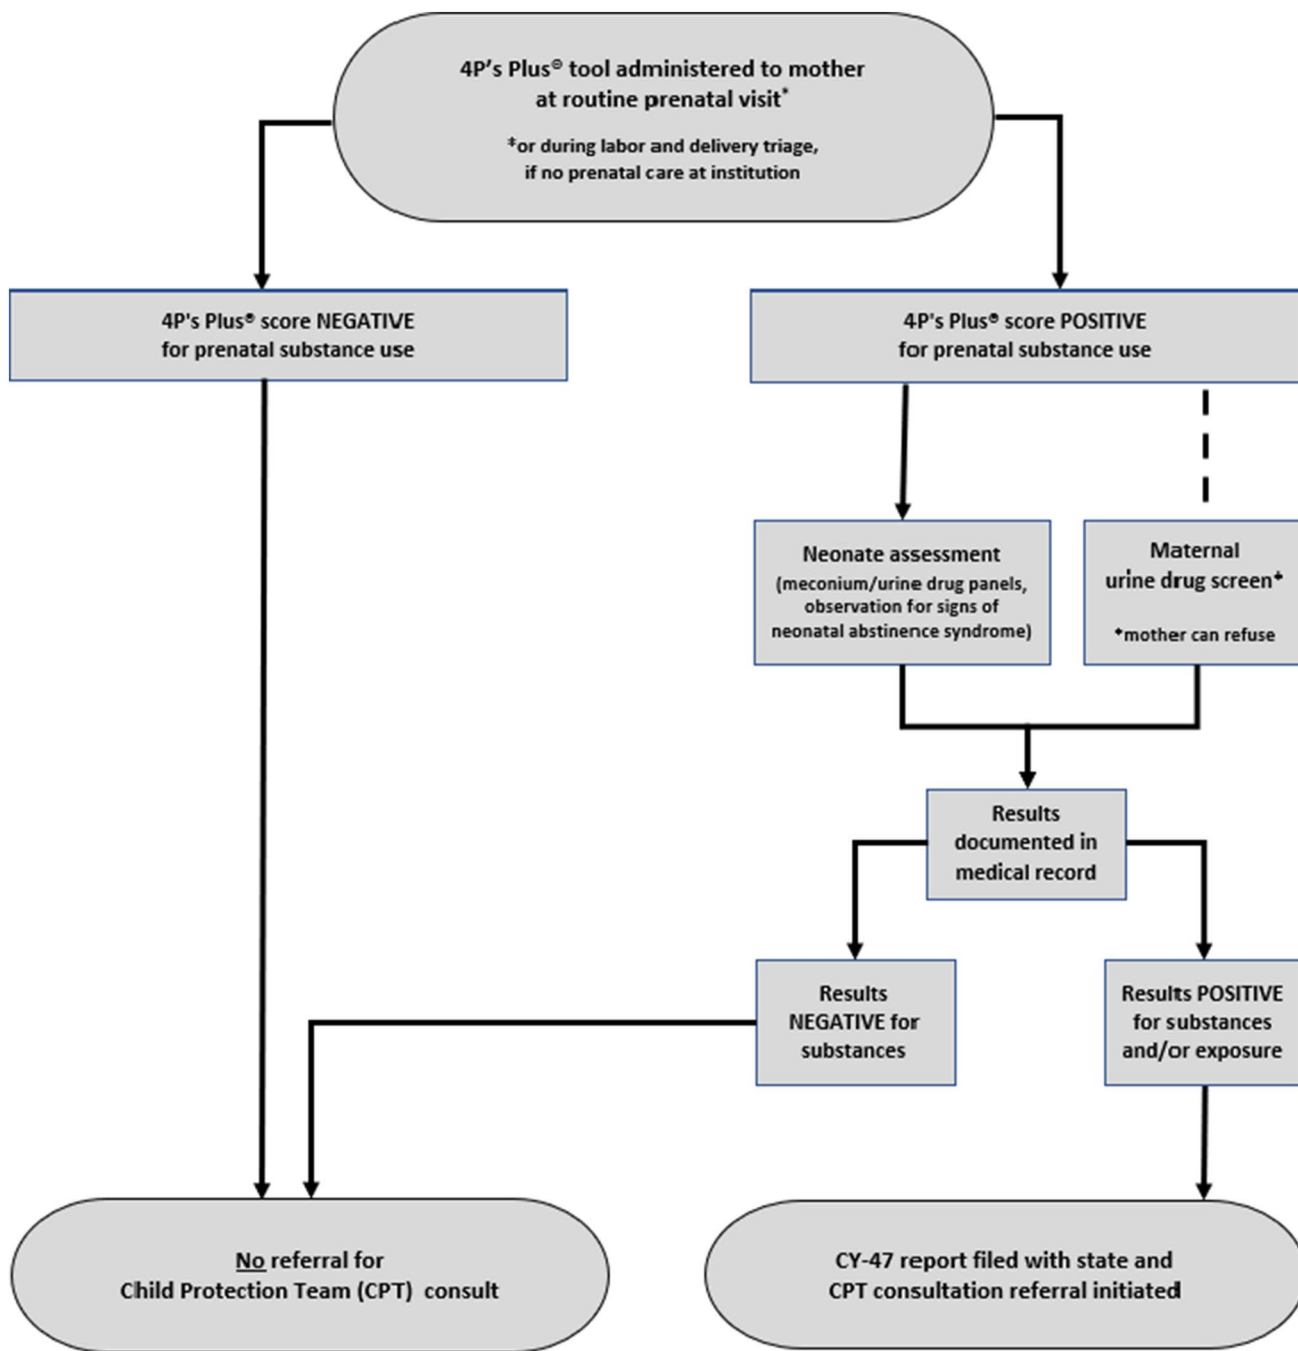 4P's Plus® tool administered to mother
at routine prenatal visit*
*or during labor and delivery triage,
if no prenatal care at institution
4P's Plus® score NEGATIVE
for prenatal substance use
4P's Plus® score POSITIVE
for prenatal substance use
Neonate assessment
(meconium/urine drug panels,
observation for signs of
neonatal abstinence syndrome)
Maternal
urine drug screen*
*mother can refuse
Results
documented in
medical record
Results
NEGATIVE for
substances
Results POSITIVE
for substances
and/or exposure
No referral for
Child Protection Team (CPT) consult
CY-47 report filed with state and
CPT consultation referral initiated